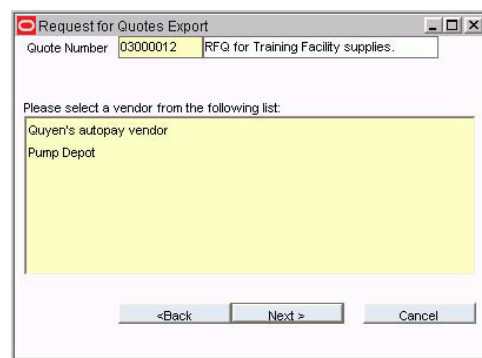 Request for Quotes Export
Quote Number 03000012 RFQ for Training Facility supplies.
Please select a vendor from the following list:
Quyen's autopay vendor
Pump Depot
<Back Next > Cancel